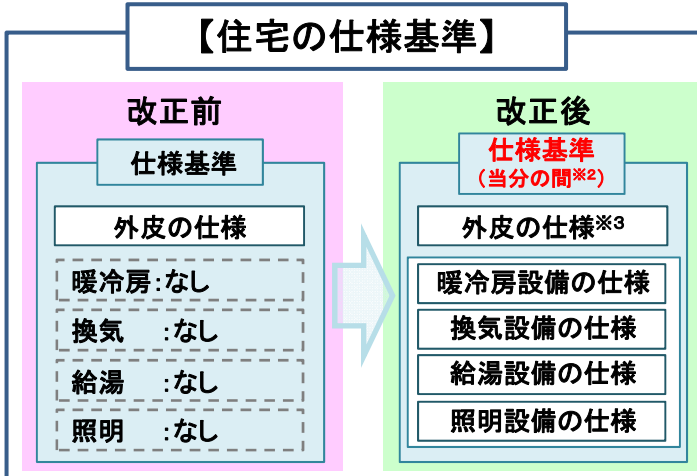 【住宅の仕様基準】
改正前
仕様基準
外皮の仕様
暖冷房:なし
換気　:なし
給湯　:なし
照明　:なし
改正後
仕様基準
（当分の間※2）
外皮の仕様※3
暖冷房設備の仕様
換気設備の仕様
給湯設備の仕様
照明設備の仕様